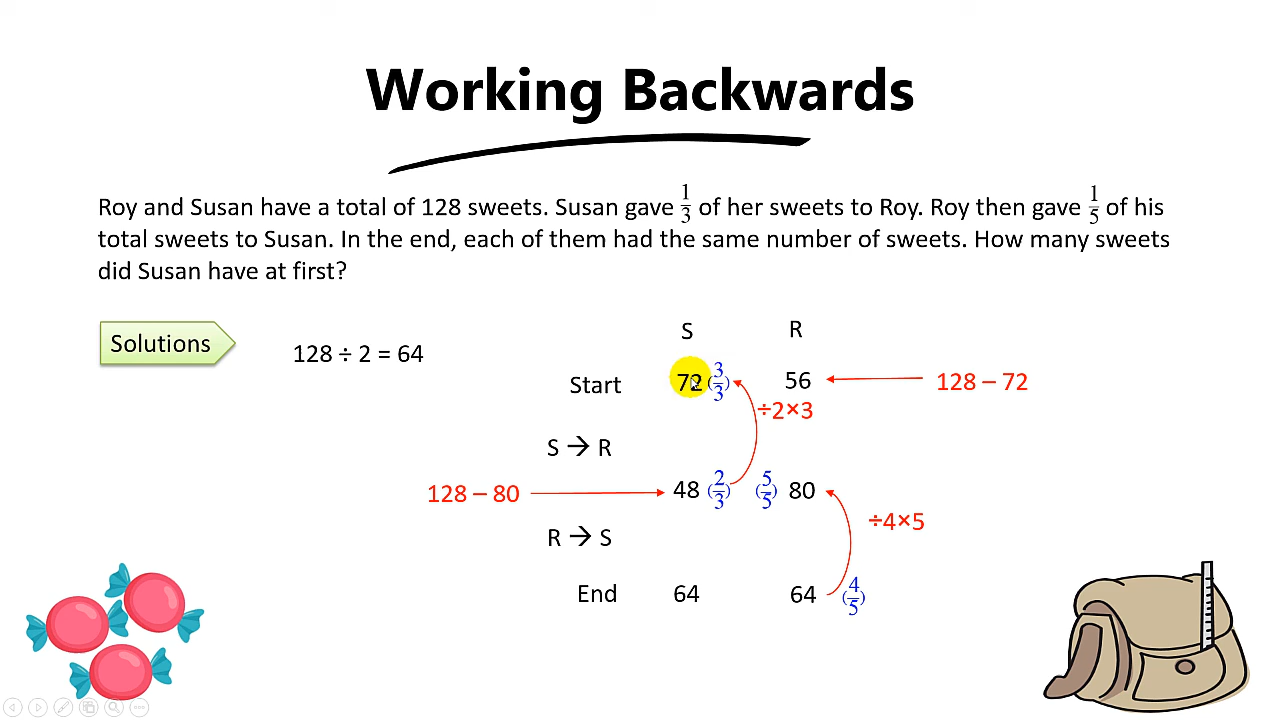 Working Backwards
Roy and Susan have a total of 128 sweets. Susan gave 1/3 of her sweets to Roy. Roy then gave 1/5 of his
total sweets to Susan. In the end, each of them had the same number of sweets. How many sweets
did Susan have at first?
Solutions
128 ÷ 2 = 64
S R
Start 72 (3/3) 56 128 – 72
÷2×3
S → R
128 – 80 48 (2/3) (5/5) 80
÷4×5
R → S
End 64 64 (4/5)